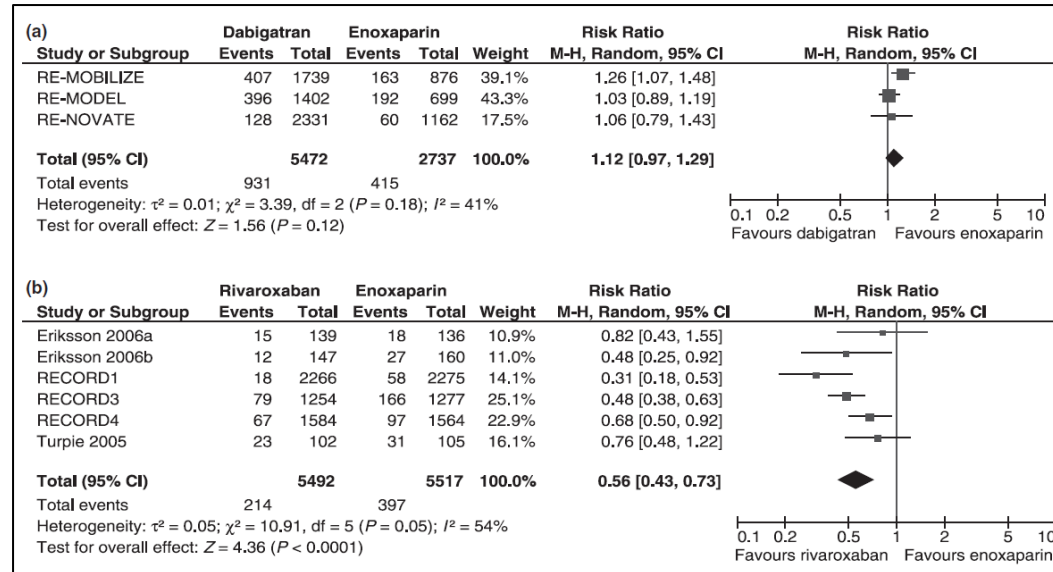 (a)
Dabigatran Enoxaparin Risk Ratio Risk Ratio
Study or Subgroup Events Total Events Total Weight M-H, Random, 95% CI M-H, Random, 95% CI
RE-MOBILIZE 407 1739 163 876 39.1% 1.26 [1.07, 1.48]
RE-MODEL 396 1402 192 699 43.3% 1.03 [0.89, 1.19]
RE-NOVATE 128 2331 60 1162 17.5% 1.06 [0.79, 1.43]
Total (95% CI) 5472 2737 100.0% 1.12 [0.97, 1.29]
Total events 931 415
Heterogeneity: τ² = 0.01; χ² = 3.39, df = 2 (P = 0.18); I² = 41%
Test for overall effect: Z = 1.56 (P = 0.12)
0.1 0.2 0.5 1 2 5 10
Favours dabigatran Favours enoxaparin
(b)
Rivaroxaban Enoxaparin Risk Ratio Risk Ratio
Study or Subgroup Events Total Events Total Weight M-H, Random, 95% CI M-H, Random, 95% CI
Eriksson 2006a 15 139 18 136 10.9% 0.82 [0.43, 1.55]
Eriksson 2006b 12 147 27 160 11.0% 0.48 [0.25, 0.92]
RECORD1 18 2266 58 2275 14.1% 0.31 [0.18, 0.53]
RECORD3 79 1254 166 1277 25.1% 0.48 [0.38, 0.63]
RECORD4 67 1584 97 1564 22.9% 0.68 [0.50, 0.92]
Turpie 2005 23 102 31 105 16.1% 0.76 [0.48, 1.22]
Total (95% CI) 5492 5517 100.0% 0.56 [0.43, 0.73]
Total events 214 397
Heterogeneity: τ² = 0.05; χ² = 10.91, df = 5 (P = 0.05); I² = 54%
Test for overall effect: Z = 4.36 (P < 0.0001)
0.1 0.2 0.5 1 2 5 10
Favours rivaroxaban Favours enoxaparin